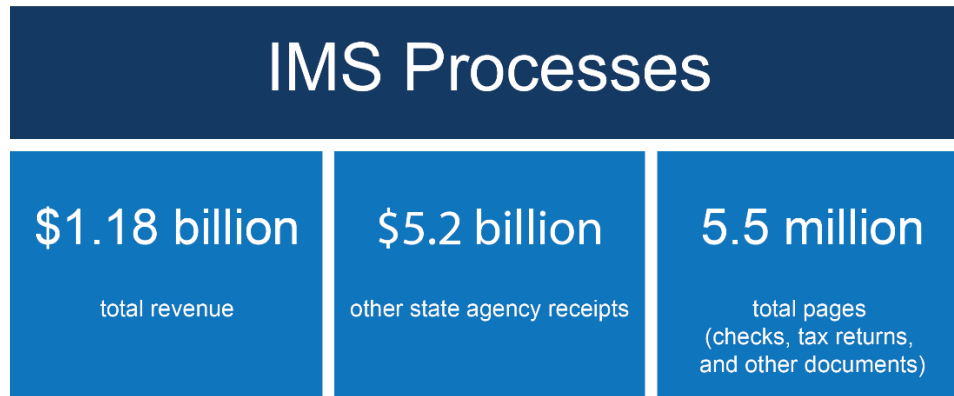 IMS Processes
$1.18 billion
total revenue
$5.2 billion
other state agency receipts
5.5 million
total pages
(checks, tax returns,
and other documents)